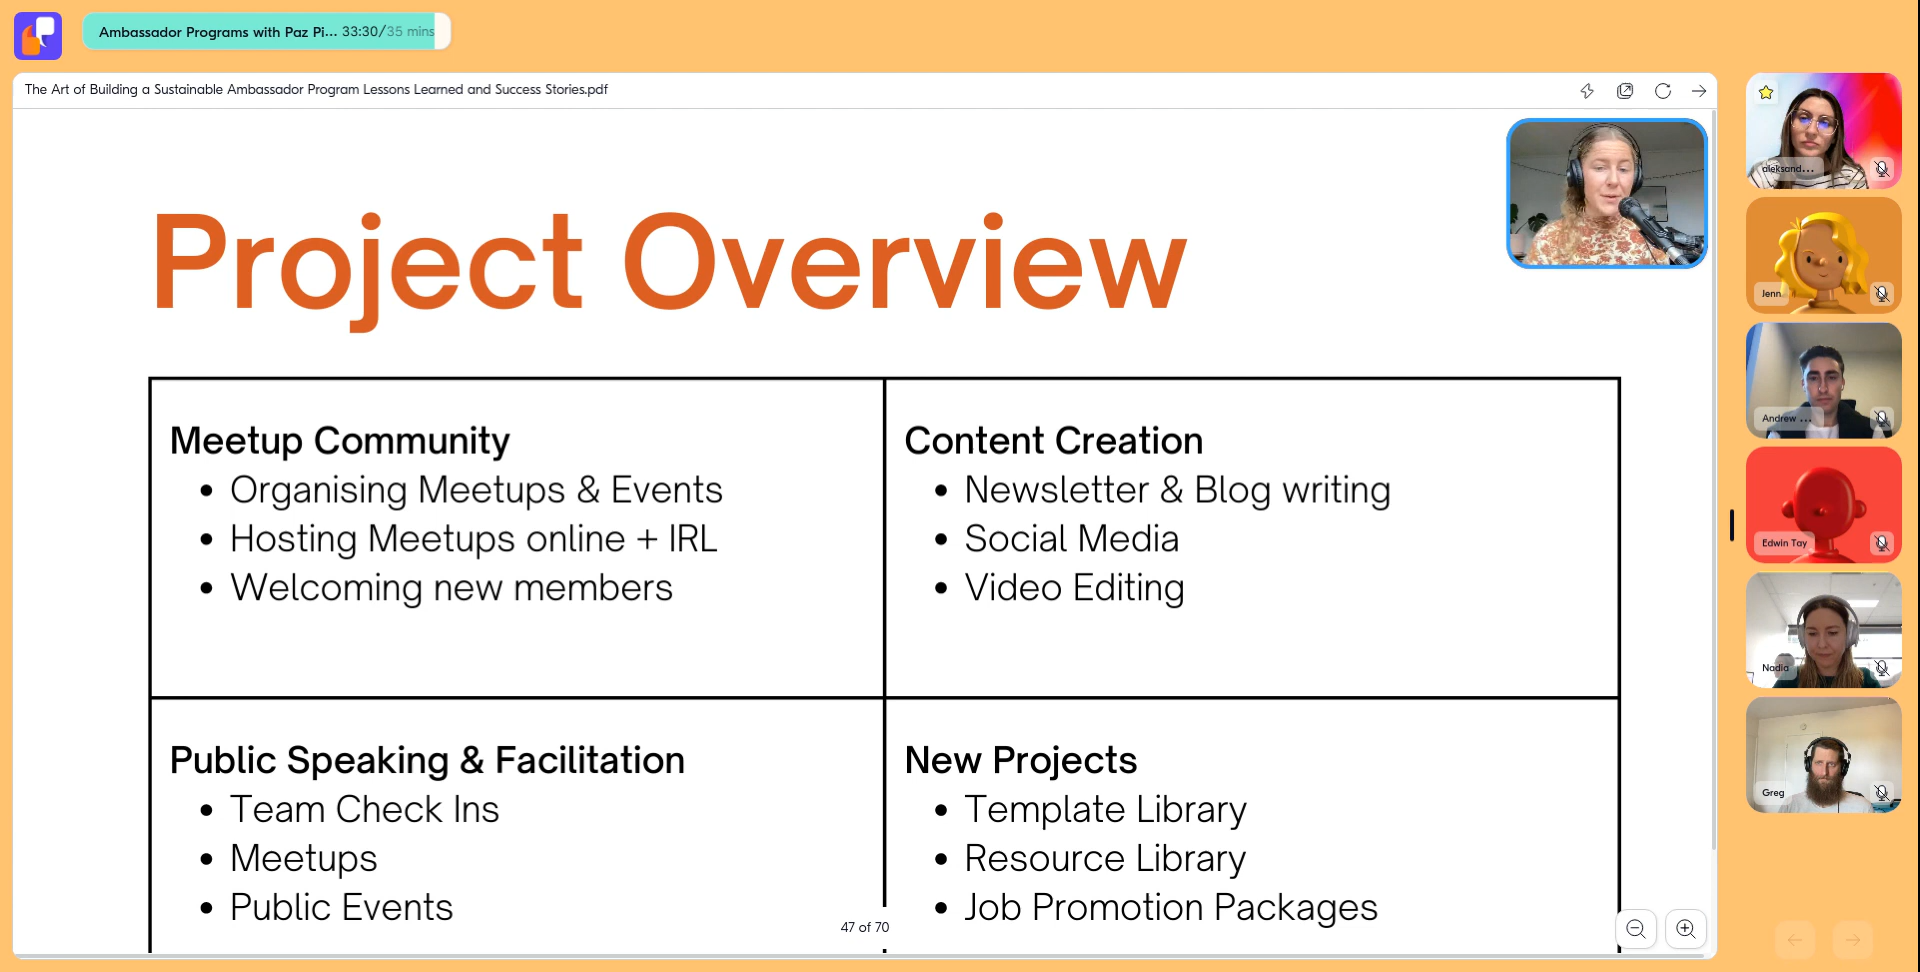 Ambassador Programs with Paz Pi... 33:30/35 mins
The Art of Building a Sustainable Ambassador Program Lessons Learned and Success Stories.pdf
Project Overview
Meetup Community
• Organising Meetups & Events
• Hosting Meetups online + IRL
• Welcoming new members
Content Creation
• Newsletter & Blog writing
• Social Media
• Video Editing
Public Speaking & Facilitation
• Team Check Ins
• Meetups
• Public Events
New Projects
• Template Library
• Resource Library
• Job Promotion Packages
47 of 70
aleksand...
Jenn
Andrew ...
Edwin Tay
Nadia
Greg